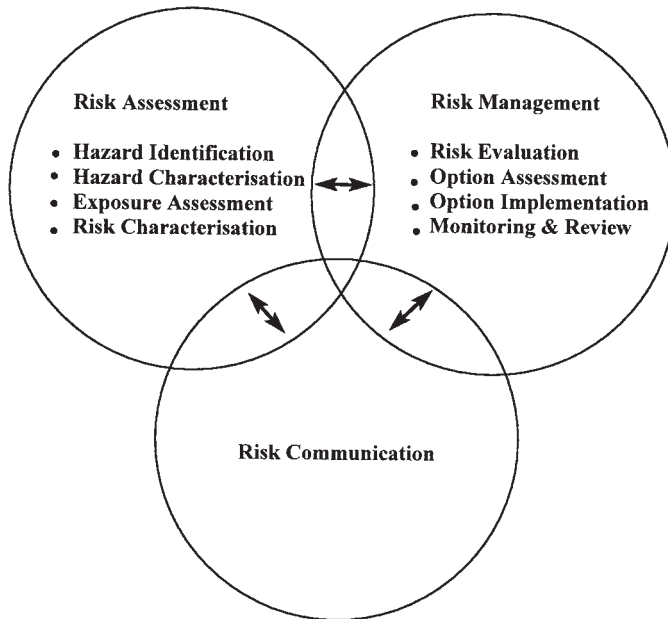 Risk Assessment
• Hazard Identification
• Hazard Characterisation
• Exposure Assessment
• Risk Characterisation
Risk Management
• Risk Evaluation
• Option Assessment
• Option Implementation
• Monitoring & Review
Risk Communication